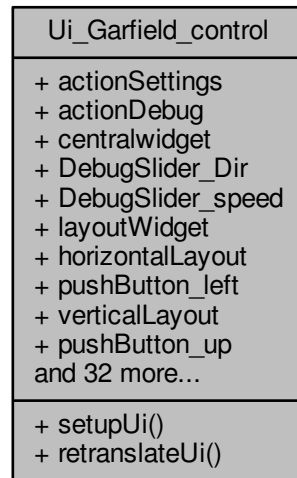 Ui_Garfield_control
+ actionSettings
+ actionDebug
+ centralwidget
+ DebugSlider_Dir
+ DebugSlider_speed
+ layoutWidget
+ horizontalLayout
+ pushButton_left
+ verticalLayout
+ pushButton_up
and 32 more...
+ setupUi()
+ retranslateUi()